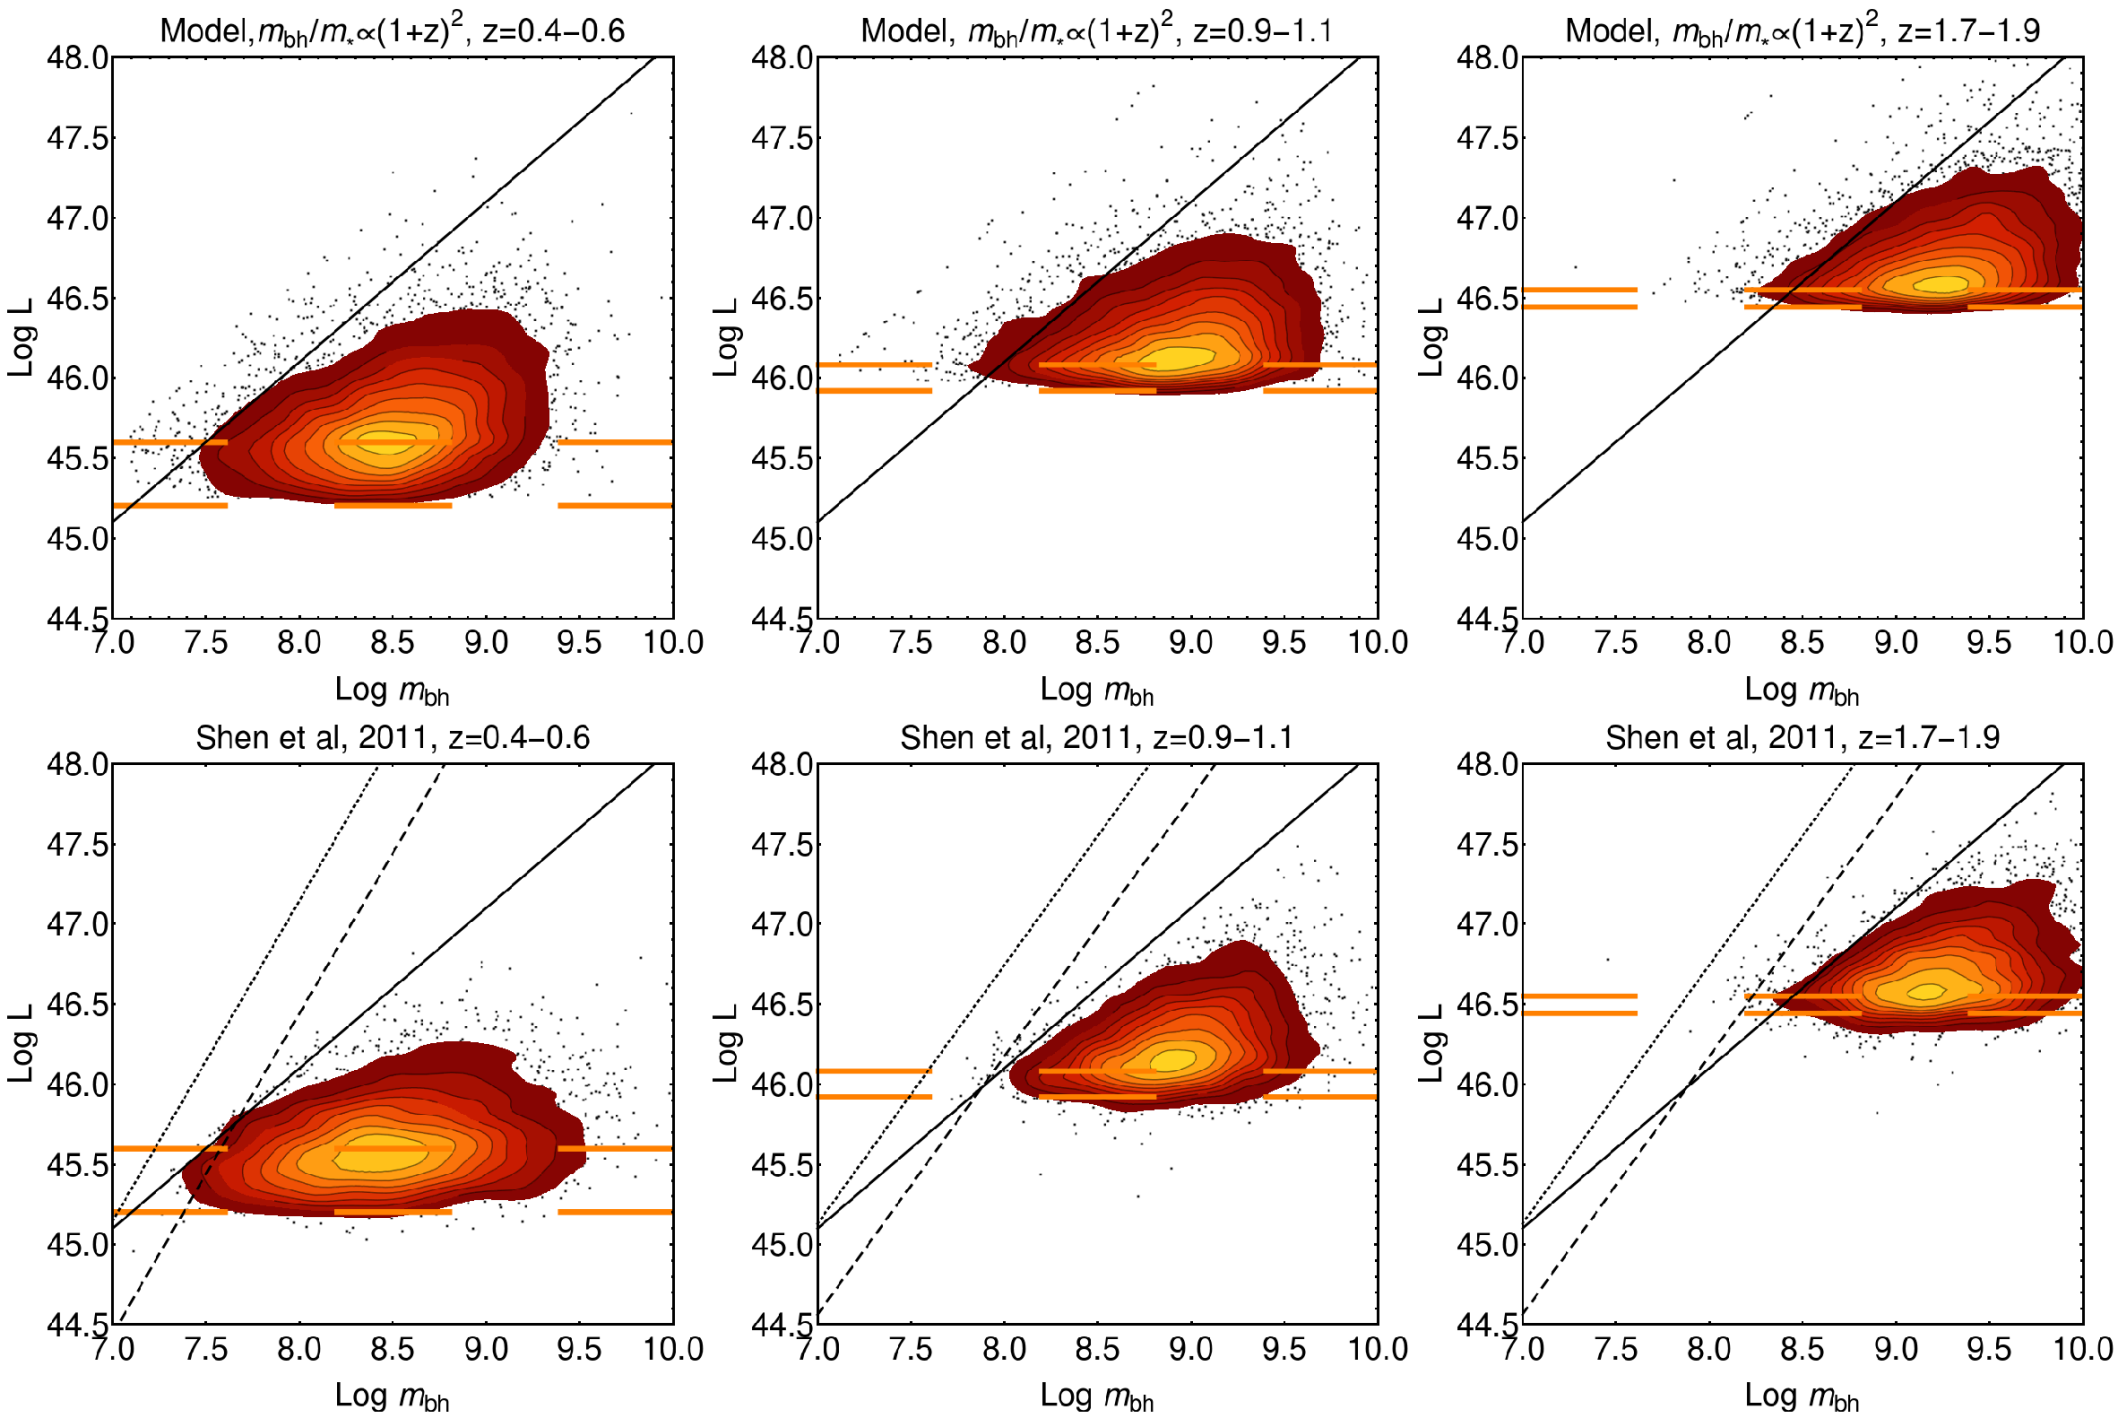 Model, m_bh/m_*∝(1+z)^2, z=0.4−0.6
48.0
47.5
47.0
46.5
46.0
45.5
45.0
44.5
Log L
7.0 7.5 8.0 8.5 9.0 9.5 10.0
Log m_bh
Model, m_bh/m_*∝(1+z)^2, z=0.9−1.1
48.0
47.5
47.0
46.5
46.0
45.5
45.0
44.5
Log L
7.0 7.5 8.0 8.5 9.0 9.5 10.0
Log m_bh
Model, m_bh/m_*∝(1+z)^2, z=1.7−1.9
48.0
47.5
47.0
46.5
46.0
45.5
45.0
44.5
Log L
7.0 7.5 8.0 8.5 9.0 9.5 10.0
Log m_bh
Shen et al, 2011, z=0.4−0.6
48.0
47.5
47.0
46.5
46.0
45.5
45.0
44.5
Log L
7.0 7.5 8.0 8.5 9.0 9.5 10.0
Log m_bh
Shen et al, 2011, z=0.9−1.1
48.0
47.5
47.0
46.5
46.0
45.5
45.0
44.5
Log L
7.0 7.5 8.0 8.5 9.0 9.5 10.0
Log m_bh
Shen et al, 2011, z=1.7−1.9
48.0
47.5
47.0
46.5
46.0
45.5
45.0
44.5
Log L
7.0 7.5 8.0 8.5 9.0 9.5 10.0
Log m_bh